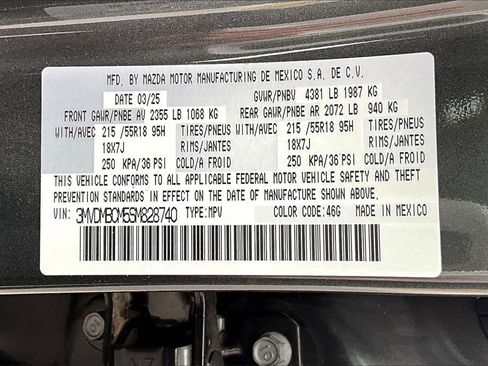 MFD. BY MAZDA MOTOR MANUFACTURING DE MEXICO S.A. DE C.V.
DATE 03/25 GVWR/PNBV 4381 LB 1987 KG
FRONT GAWR/PNBE AV 2355 LB 1068 KG REAR GAWR/PNBE AR 2072 LB 940 KG
WITH/AVEC 215 /55R18 95H TIRES/PNEUS WITH/AVEC 215 /55R18 95H TIRES/PNEUS
18X7J RIMS/JANTES 18X7J RIMS/JANTES
250 KPA/36 PSI COLD/A FROID 250 KPA/36 PSI COLD/A FROID
THIS VEHICLE CONFORMS TO ALL APPLICABLE FEDERAL MOTOR VEHICLE SAFETY AND THEFT
PREVENTION STANDARDS IN EFFECT ON THE DATE OF MANUFACTURE SHOWN ABOVE.
VIN: 3MVDMBCM5SM828740 TYPE: MPV COLOR CODE: 46G MADE IN MEXICO